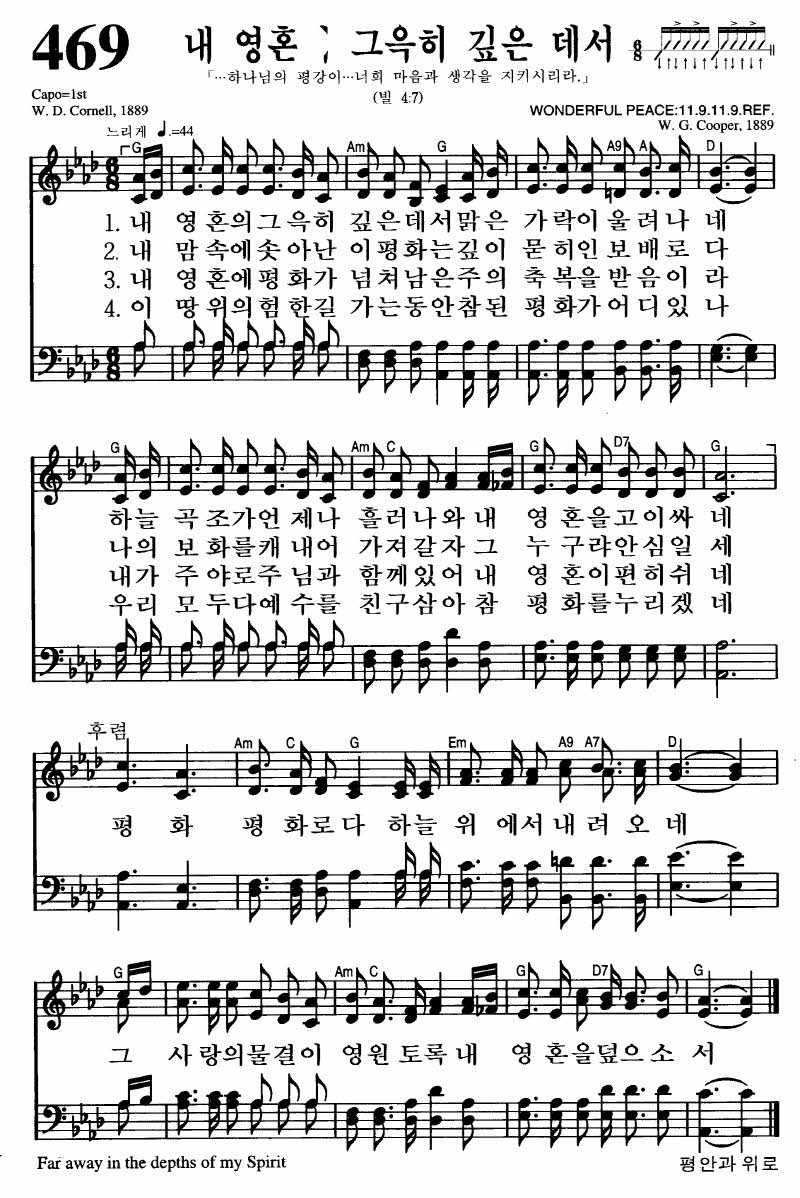 469 내 영혼의 그윽히 깊은 데서
「…하나님의 평강이…너희 마음과 생각을 지키시리라.」
(빌 4:7)
Capo=1st
W. D. Cornell, 1889
WONDERFUL PEACE:11.9.11.9.REF.
W. G. Cooper, 1889
느리게 ♩.=44
G Am G A9 A D
1. 내 영혼의그윽히 깊은데서맑은 가락이울려나네
2. 내 맘속에솟아난 이평화는깊이 묻히인보배로다
3. 내 영혼에평화가 넘쳐남은주의 축복을받음이라
4. 이 땅위의험한길 가는동안참된 평화가어디있나
G Am C G D7 G
하늘 곡조가언제나 흘러나와내 영혼을고이싸네
나의 보화를캐내어 가져갈자그 누구랴안심일세
내가 주야로주님과 함께있어내 영혼이편히쉬네
우리 모두다예수를 친구삼아참 평화를누리겠네
후렴
Am C G Em A9 A7 D
평화 평화로다 하늘 위에서내려오네
G Am C G D7 G
그 사랑의물결이 영원토록내 영혼을덮으소서
Far away in the depths of my Spirit
평안과 위로